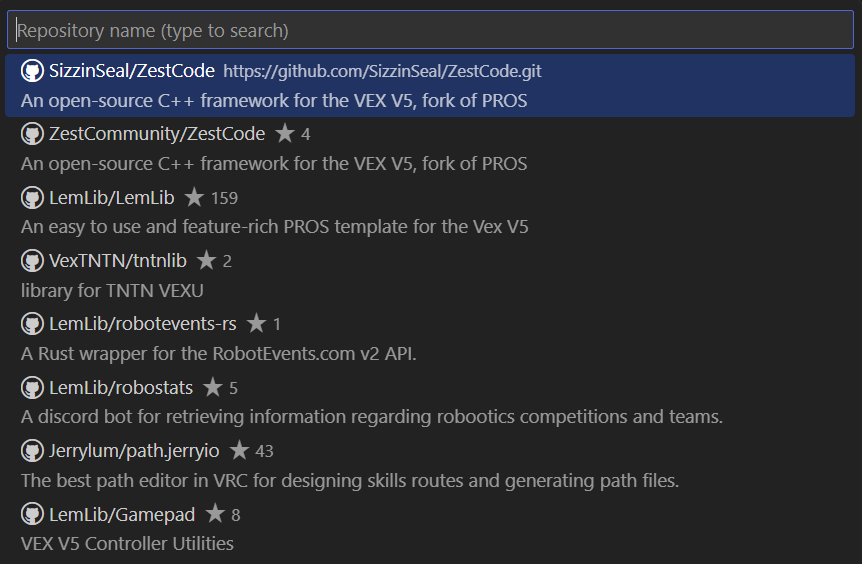 Repository name (type to search)
SizzinSeal/ZestCode https://github.com/SizzinSeal/ZestCode.git
An open-source C++ framework for the VEX V5, fork of PROS
ZestCommunity/ZestCode ★ 4
An open-source C++ framework for the VEX V5, fork of PROS
LemLib/LemLib ★ 159
An easy to use and feature-rich PROS template for the Vex V5
VexTNTN/tntnlib ★ 2
library for TNTN VEXU
LemLib/robotevents-rs ★ 1
A Rust wrapper for the RobotEvents.com v2 API.
LemLib/robostats ★ 5
A discord bot for retrieving information regarding robootics competitions and teams.
Jerrylum/path.jerryio ★ 43
The best path editor in VRC for designing skills routes and generating path files.
LemLib/Gamepad ★ 8
VEX V5 Controller Utilities